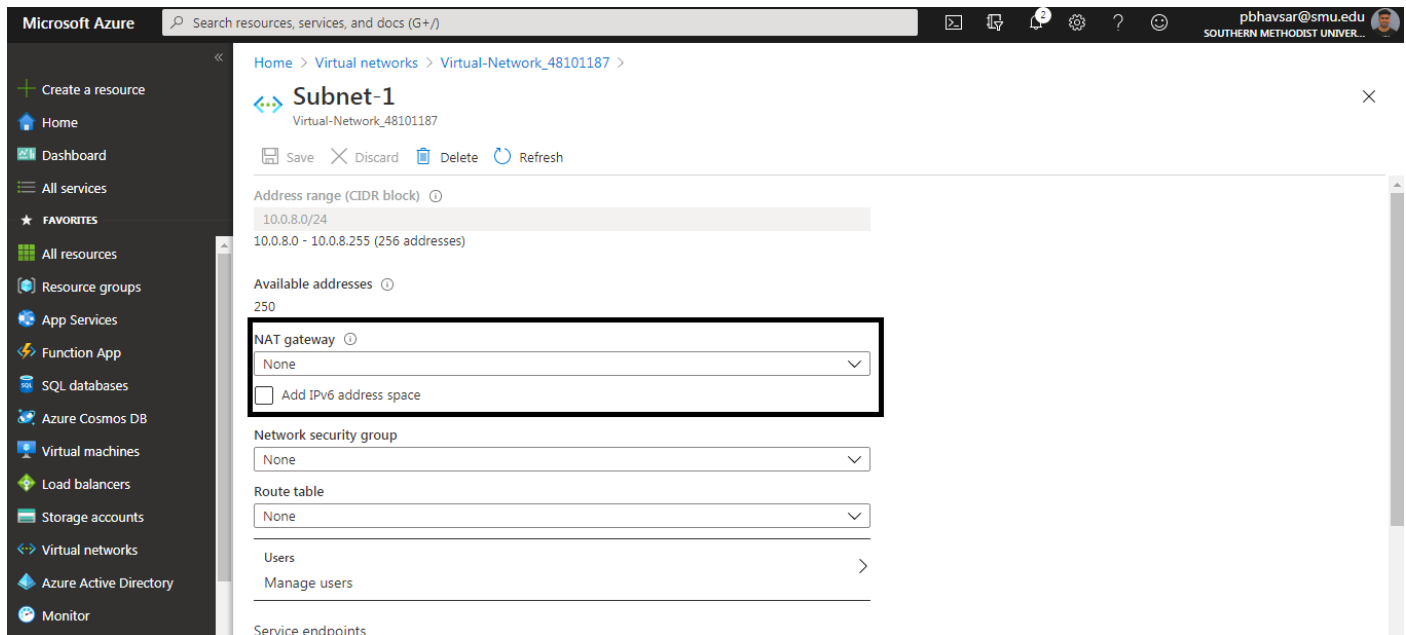 Microsoft Azure
Search resources, services, and docs (G+/)
2
pbhavsar@smu.edu
SOUTHERN METHODIST UNIVER...
Create a resource
Home
Dashboard
All services
FAVORITES
All resources
Resource groups
App Services
Function App
SQL databases
Azure Cosmos DB
Virtual machines
Load balancers
Storage accounts
Virtual networks
Azure Active Directory
Monitor
Home > Virtual networks > Virtual-Network_48101187 >
Subnet-1
Virtual-Network_48101187
Save Discard Delete Refresh
Address range (CIDR block)
10.0.8.0/24
10.0.8.0 - 10.0.8.255 (256 addresses)
Available addresses
250
NAT gateway
None
Add IPv6 address space
Network security group
None
Route table
None
Users
Manage users
Service endpoints